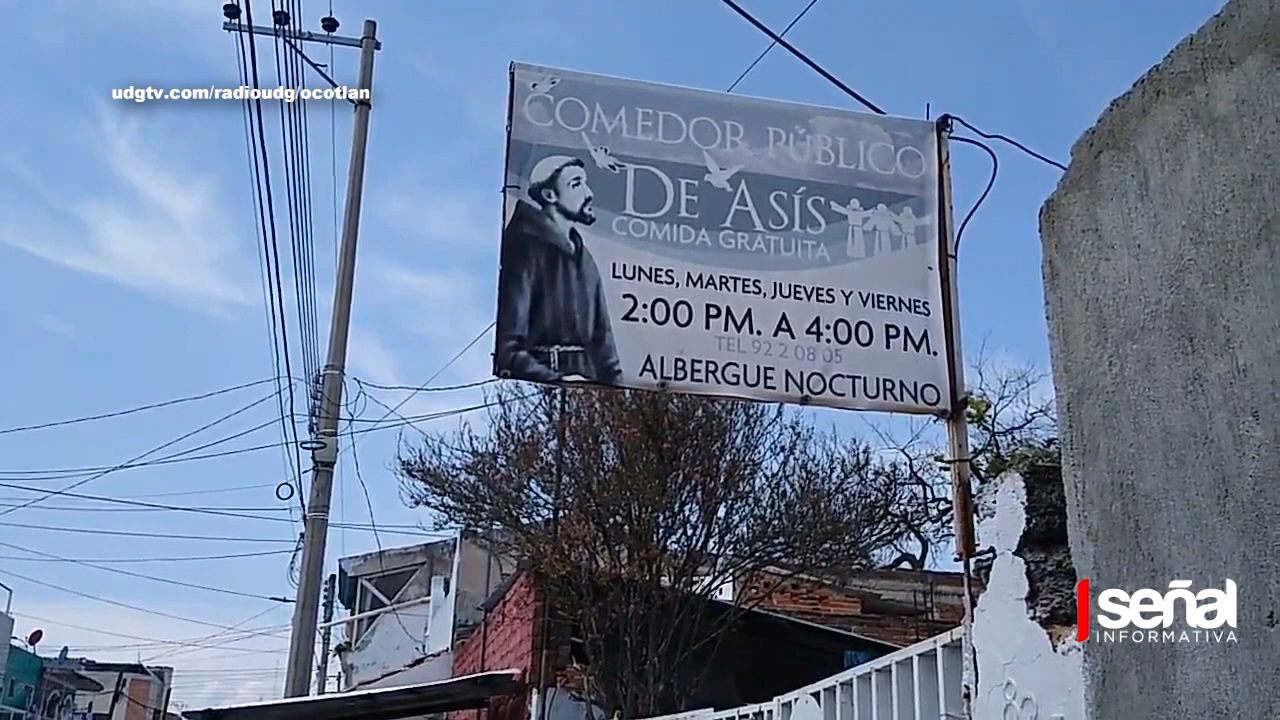 udgtv.com/radioudg ocotlan
COMEDOR PÚBLICO
DE ASÍS
COMIDA GRATUITA
LUNES, MARTES, JUEVES Y VIERNES
2:00 PM. A 4:00 PM.
TEL 92 2 08 05
ALBERGUE NOCTURNO
señal
INFORMATIVA